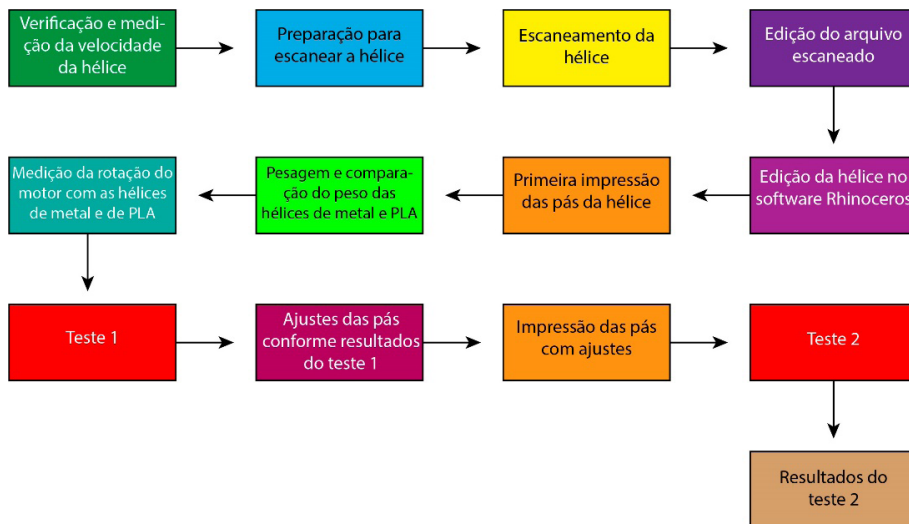 Verificação e medi-
ção da velocidade
da hélice
Preparação para
escanear a hélice
Escaneamento da
hélice
Edição do arquivo
escaneado
Edição da hélice no
software Rhinoceros
Primeira impressão
das pás da hélice
Pesagem e compara-
ção do peso das
hélices de metal e PLA
Medição da rotação do
motor com as hélices
de metal e de PLA
Teste 1
Ajustes das pás
conforme resultados
do teste 1
Impressão das pás
com ajustes
Teste 2
Resultados do
teste 2